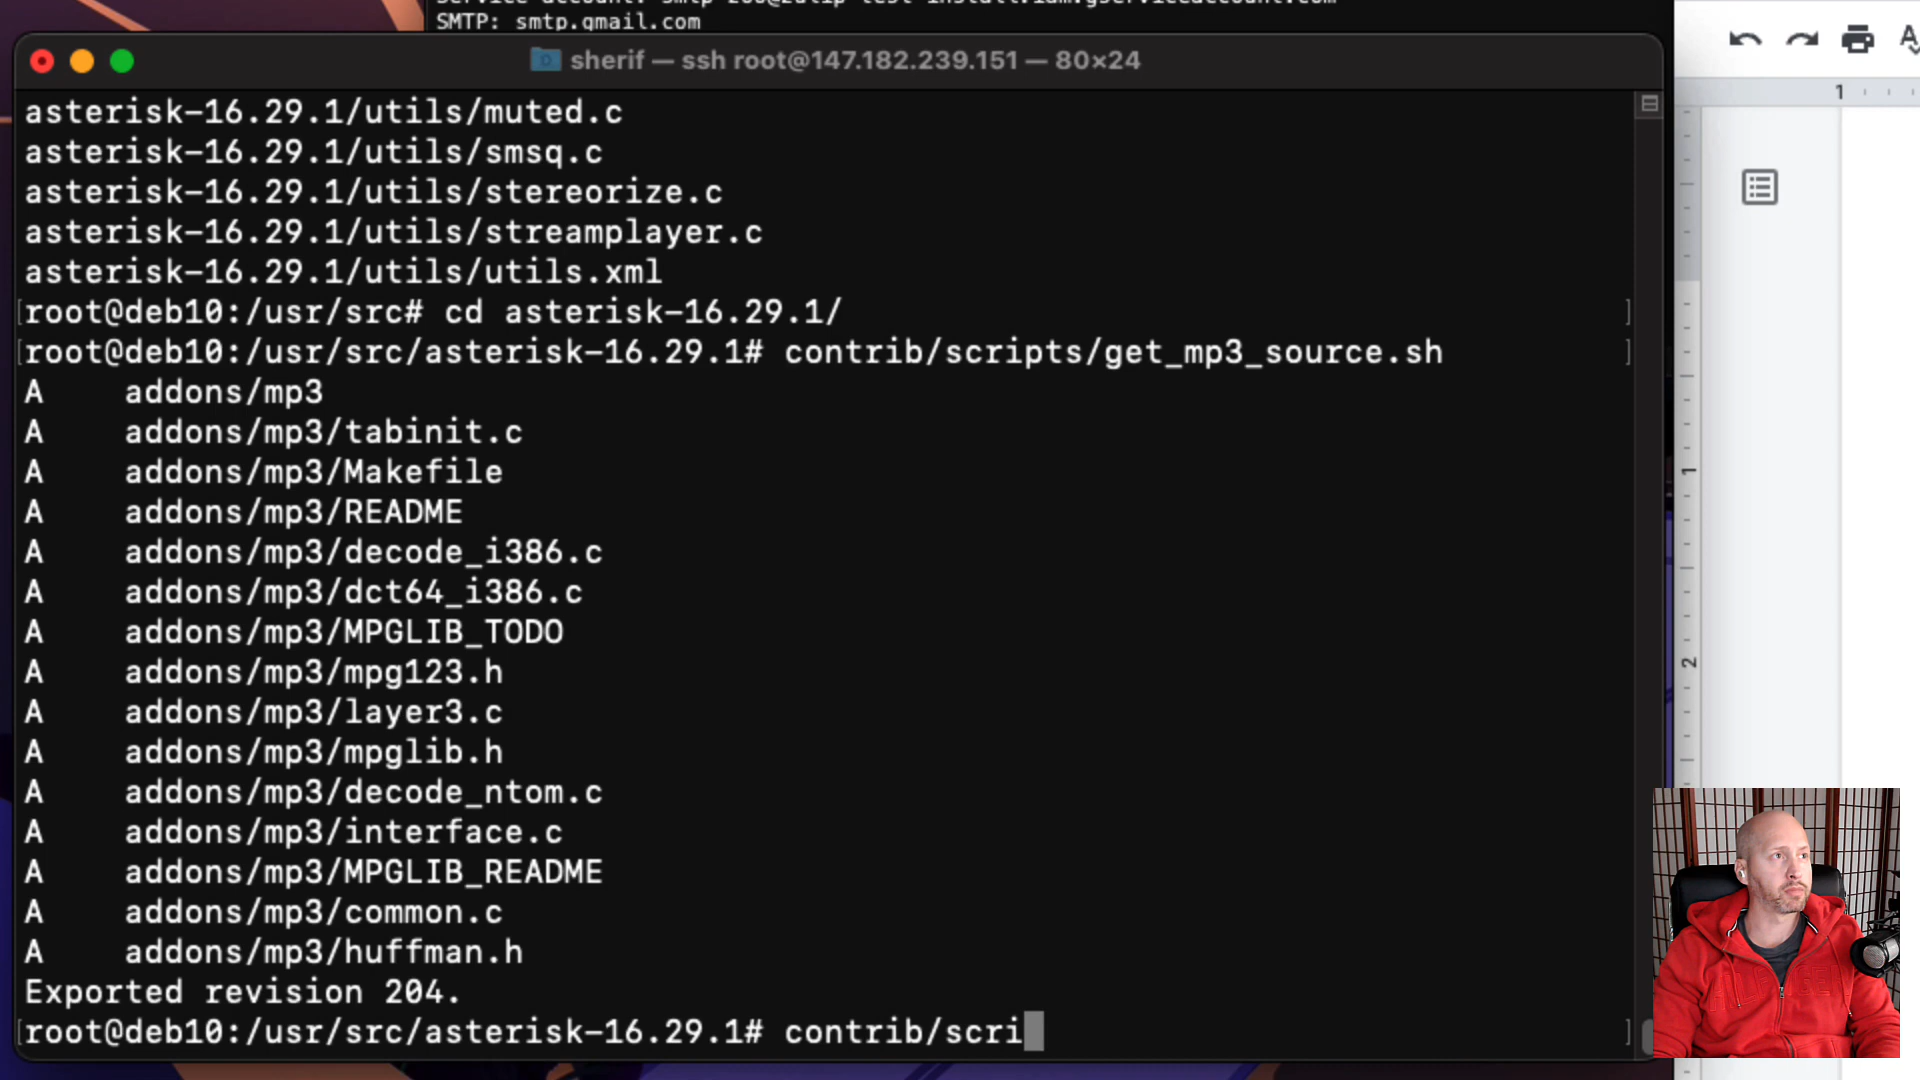 SMTP: smtp.gmail.com
sherif — ssh root@147.182.239.151 — 80×24
asterisk-16.29.1/utils/muted.c
asterisk-16.29.1/utils/smsq.c
asterisk-16.29.1/utils/stereorize.c
asterisk-16.29.1/utils/streamplayer.c
asterisk-16.29.1/utils/utils.xml
[root@deb10:/usr/src# cd asterisk-16.29.1/ ]
[root@deb10:/usr/src/asterisk-16.29.1# contrib/scripts/get_mp3_source.sh ]
A addons/mp3
A addons/mp3/tabinit.c
A addons/mp3/Makefile
A addons/mp3/README
A addons/mp3/decode_i386.c
A addons/mp3/dct64_i386.c
A addons/mp3/MPGLIB_TODO
A addons/mp3/mpg123.h
A addons/mp3/layer3.c
A addons/mp3/mpglib.h
A addons/mp3/decode_ntom.c
A addons/mp3/interface.c
A addons/mp3/MPGLIB_README
A addons/mp3/common.c
A addons/mp3/huffman.h
Exported revision 204.
[root@deb10:/usr/src/asterisk-16.29.1# contrib/scri ]
1
1
2